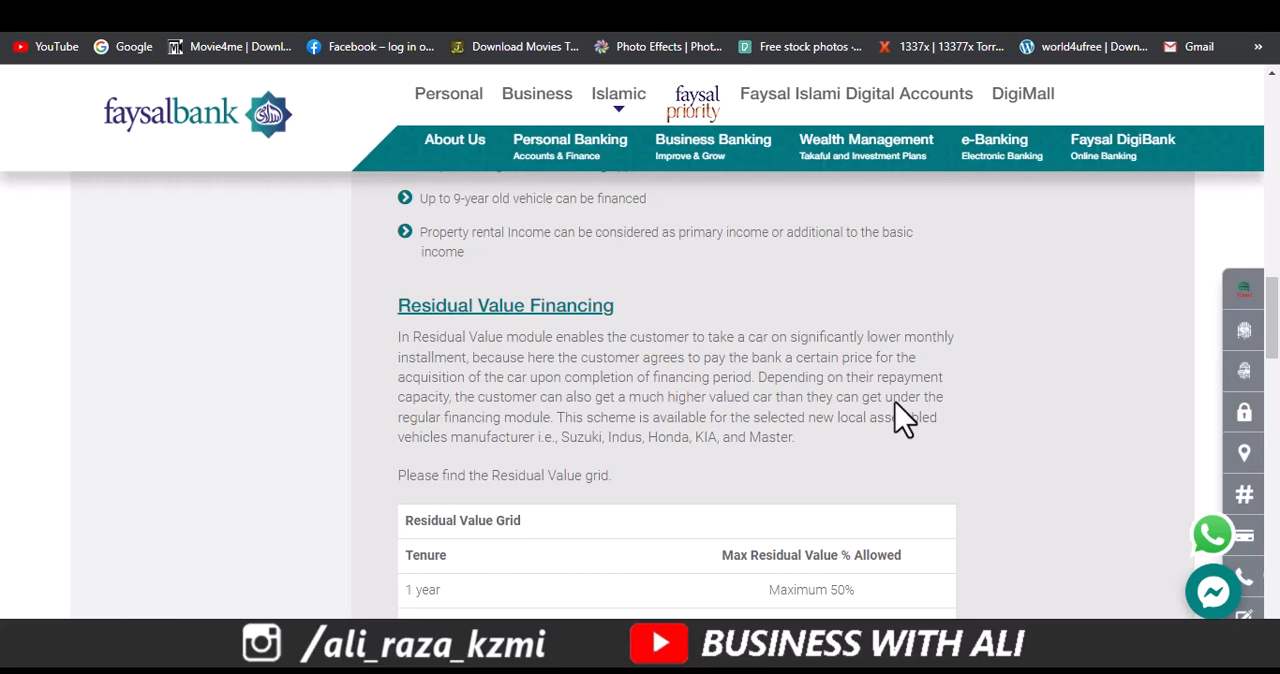 YouTube Google Movie4me | Downl... Facebook – log in o... Download Movies T... Photo Effects | Phot... Free stock photos -... 1337x | 13377x Torr... world4ufree | Down... Gmail »
faysalbank
Personal Business Islamic faysal priority Faysal Islami Digital Accounts DigiMall
About Us Personal Banking Business Banking Wealth Management e-Banking Faysal DigiBank
Accounts & Finance Improve & Grow Takaful and Investment Plans Electronic Banking Online Banking
Up to 9-year old vehicle can be financed
Property rental Income can be considered as primary income or additional to the basic
income
Residual Value Financing
In Residual Value module enables the customer to take a car on significantly lower monthly
installment, because here the customer agrees to pay the bank a certain price for the
acquisition of the car upon completion of financing period. Depending on their repayment
capacity, the customer can also get a much higher valued car than they can get under the
regular financing module. This scheme is available for the selected new local assembled
vehicles manufacturer i.e., Suzuki, Indus, Honda, KIA, and Master.
Please find the Residual Value grid.
Residual Value Grid
Tenure Max Residual Value % Allowed
1 year Maximum 50%
/ali_raza_kzmi BUSINESS WITH ALI